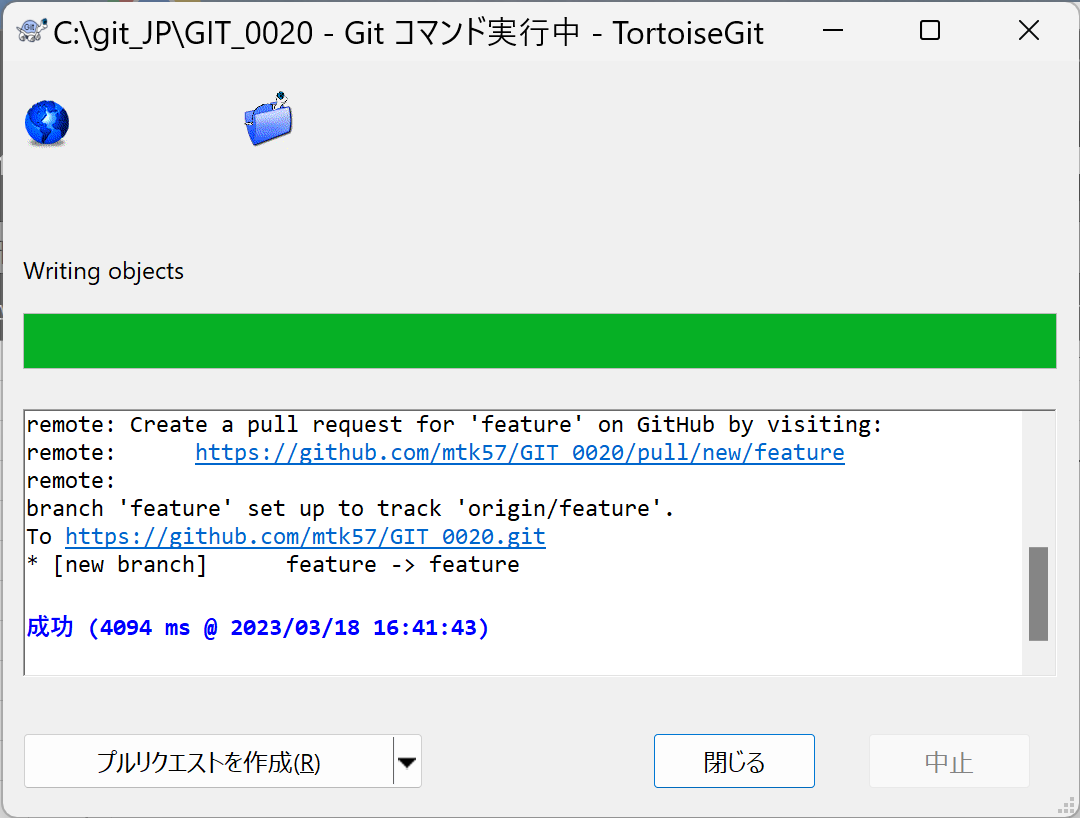 C:\git_JP\GIT_0020 - Git コマンド実行中 - TortoiseGit
Writing objects
remote: Create a pull request for 'feature' on GitHub by visiting:
remote:      https://github.com/mtk57/GIT_0020/pull/new/feature
remote:
branch 'feature' set up to track 'origin/feature'.
To https://github.com/mtk57/GIT_0020.git
* [new branch]      feature -> feature
成功 (4094 ms @ 2023/03/18 16:41:43)
プルリクエストを作成(R)
閉じる
中止